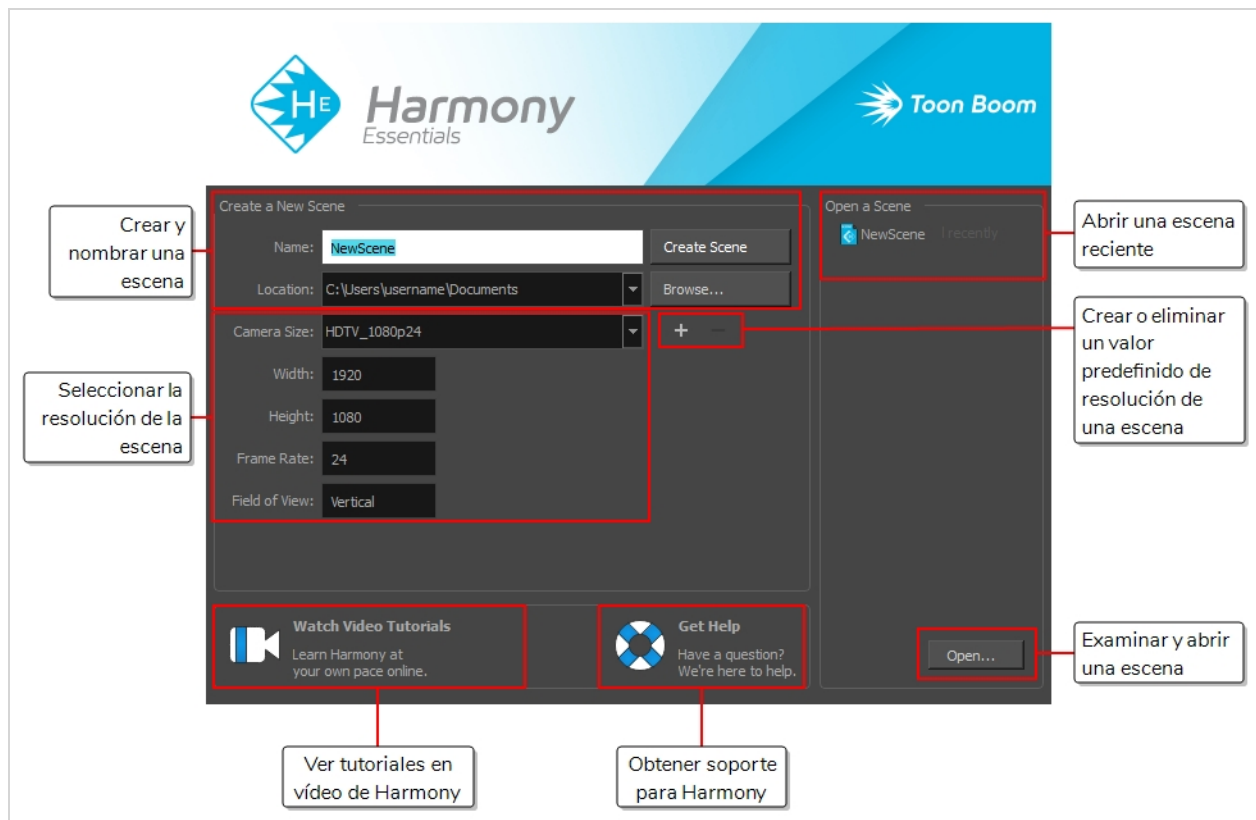 HE
Harmony
Essentials
Toon Boom
Crear y
nombrar una
escena
Seleccionar la
resolución de la
escena
Create a New Scene
Name:
NewScene
Create Scene
Location:
C:\Users\username\Documents
Browse...
Camera Size:
HDTV_1080p24
+
−
Width:
1920
Height:
1080
Frame Rate:
24
Field of View:
Vertical
Open a Scene
NewScene
l recently
Open...
Abrir una escena
reciente
Crear o eliminar
un valor
predefinido de
resolución de
una escena
Examinar y abrir
una escena
Watch Video Tutorials
Learn Harmony at
your own pace online.
Get Help
Have a question?
We're here to help.
Ver tutoriales en
vídeo de Harmony
Obtener soporte
para Harmony